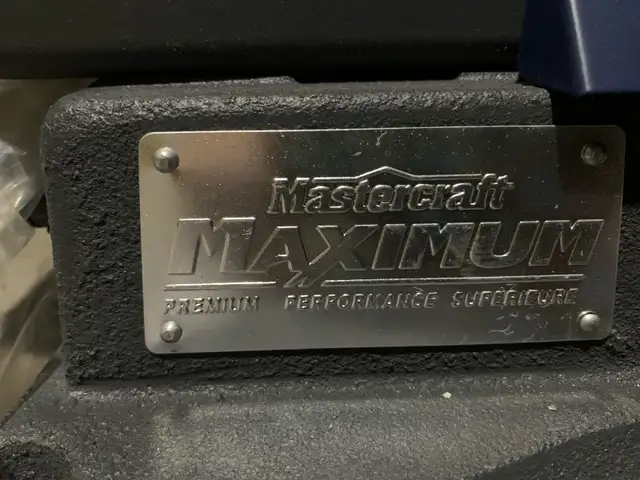 Mastercraft
MAXIMUM
PREMIUM PERFORMANCE SUPÉRIEURE